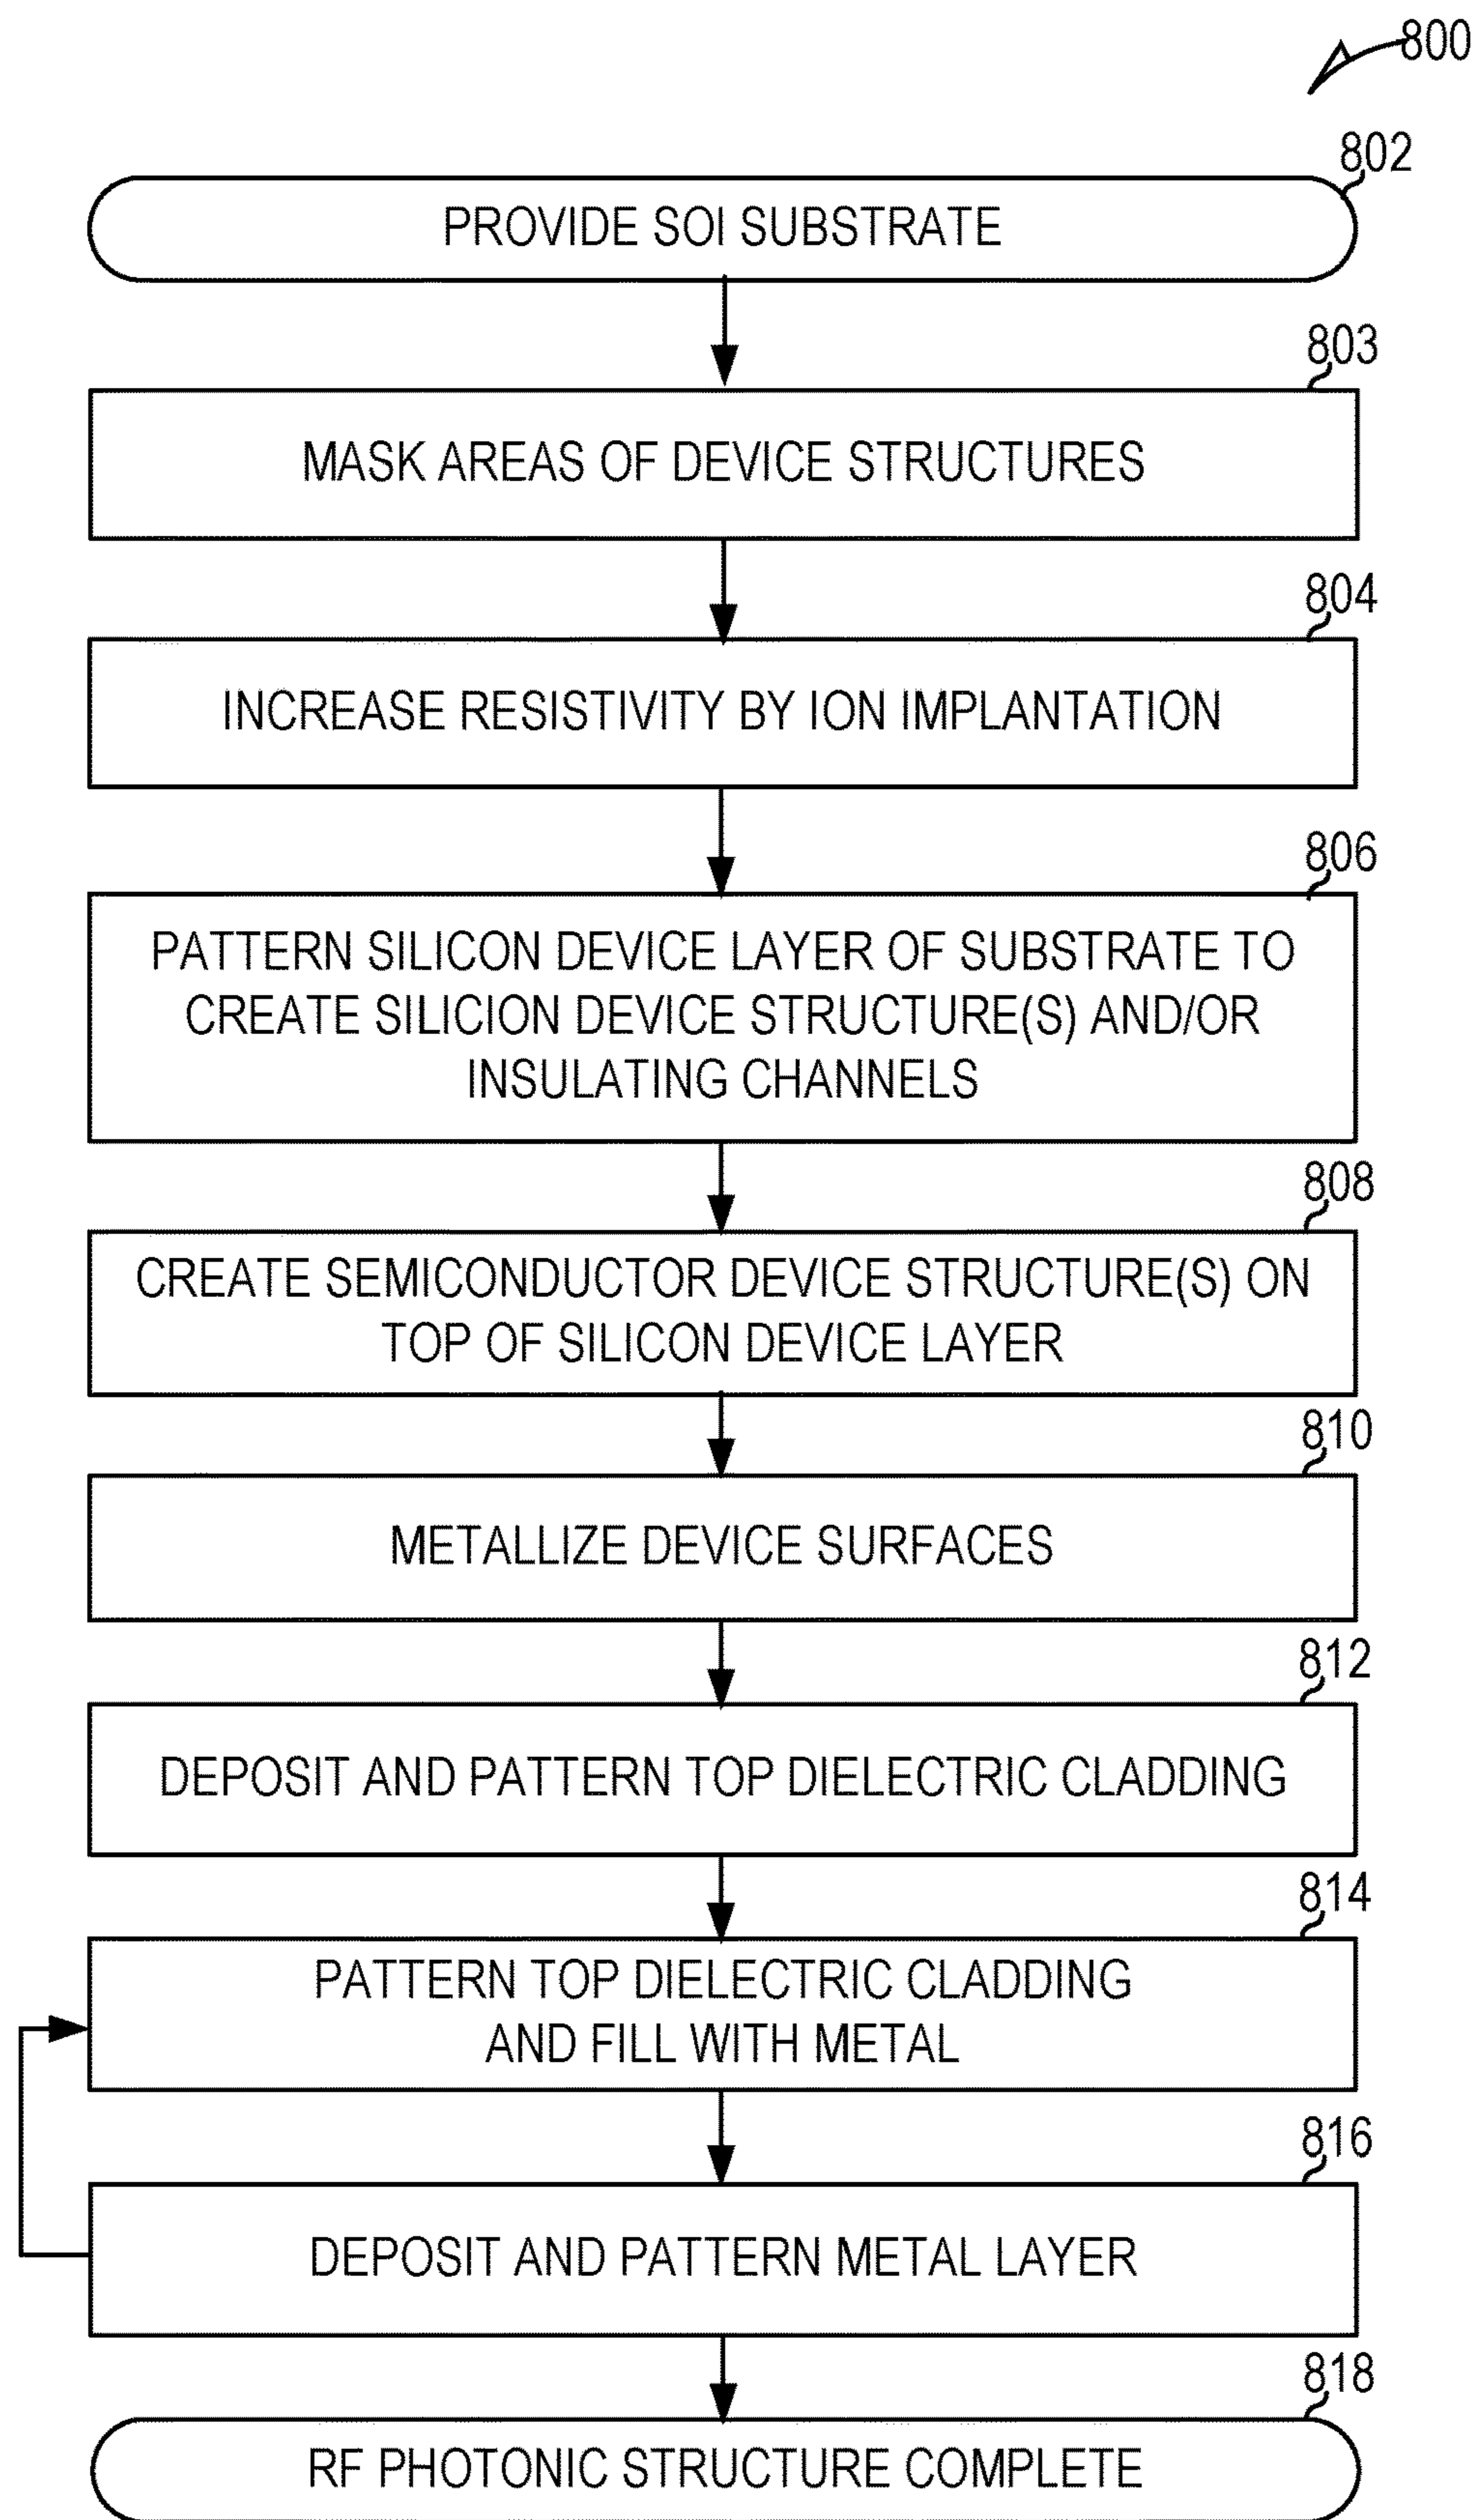 800
802
PROVIDE SOI SUBSTRATE
803
MASK AREAS OF DEVICE STRUCTURES
804
INCREASE RESISTIVITY BY ION IMPLANTATION
806
PATTERN SILICON DEVICE LAYER OF SUBSTRATE TO
CREATE SILICION DEVICE STRUCTURE(S) AND/OR
INSULATING CHANNELS
808
CREATE SEMICONDUCTOR DEVICE STRUCTURE(S) ON
TOP OF SILICON DEVICE LAYER
810
METALLIZE DEVICE SURFACES
812
DEPOSIT AND PATTERN TOP DIELECTRIC CLADDING
814
PATTERN TOP DIELECTRIC CLADDING
AND FILL WITH METAL
816
DEPOSIT AND PATTERN METAL LAYER
818
RF PHOTONIC STRUCTURE COMPLETE